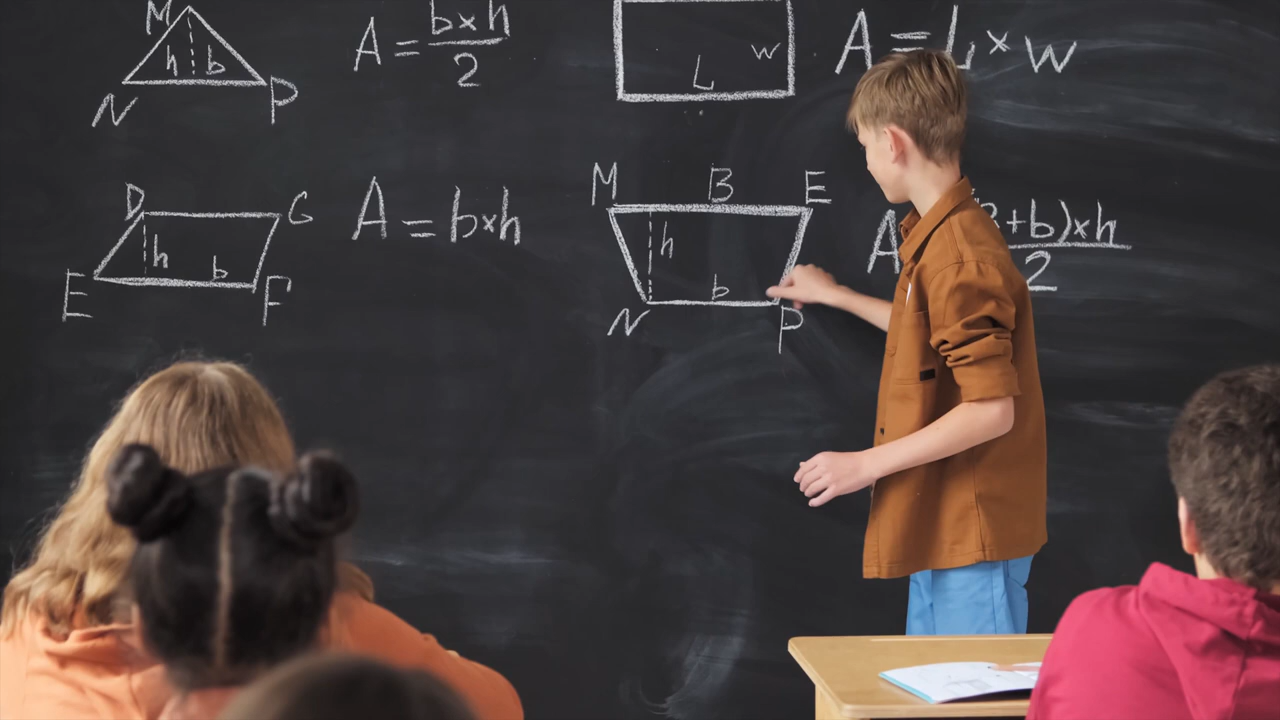 M
h b
N P
A = b×h
2
W
L
A = L×W
D G
h b
E F
A = b×h
M B E
h
b
N P
A +b)×h
2